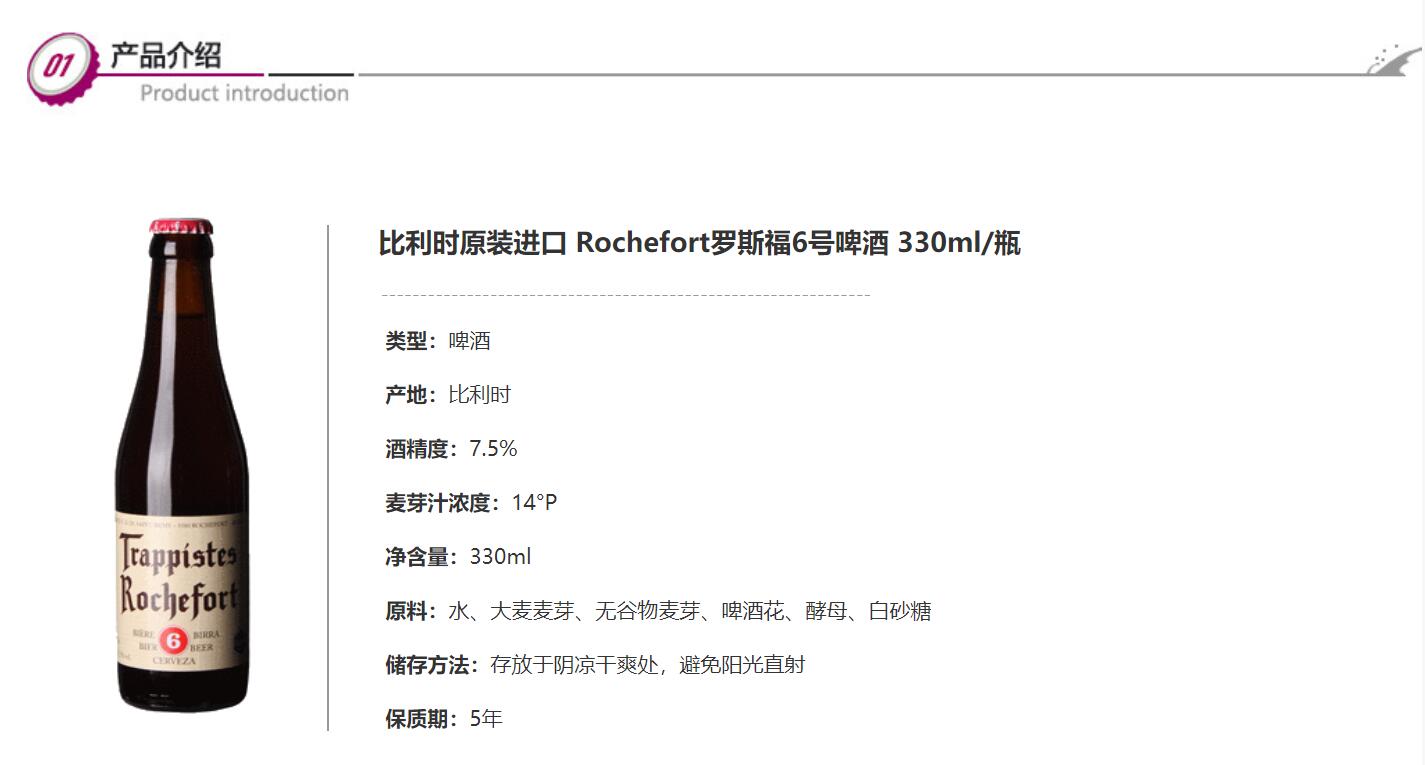 01
产品介绍
Product introduction
比利时原装进口 Rochefort罗斯福6号啤酒 330ml/瓶
类型：啤酒
产地：比利时
酒精度：7.5%
麦芽汁浓度：14°P
净含量：330ml
原料：水、大麦麦芽、无谷物麦芽、啤酒花、酵母、白砂糖
储存方法：存放于阴凉干爽处，避免阳光直射
保质期：5年
Trappistes
Rochefort
BIÈRE 6 BIRRA
BIER BEER
CERVEZA